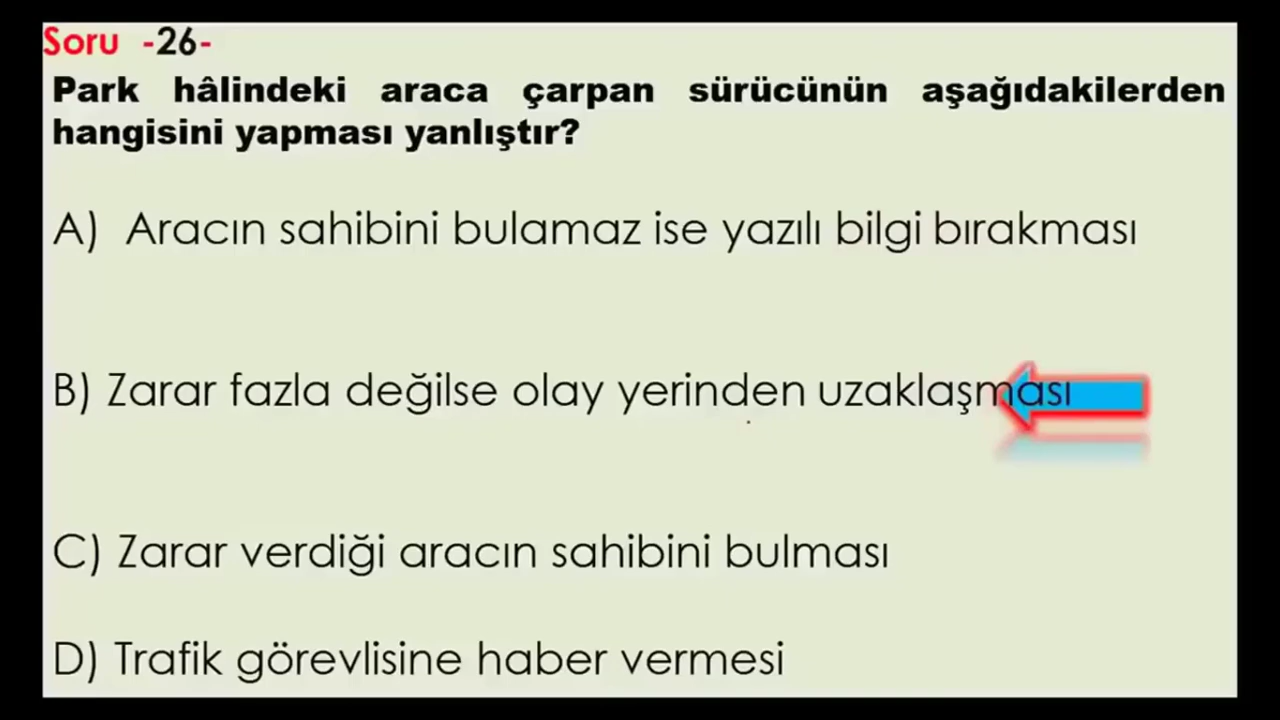 Soru -26-
Park hâlindeki araca çarpan sürücünün aşağıdakilerden
hangisini yapması yanlıştır?
A) Aracın sahibini bulamaz ise yazılı bilgi bırakması
B) Zarar fazla değilse olay yerinden uzaklaşması
C) Zarar verdiği aracın sahibini bulması
D) Trafik görevlisine haber vermesi